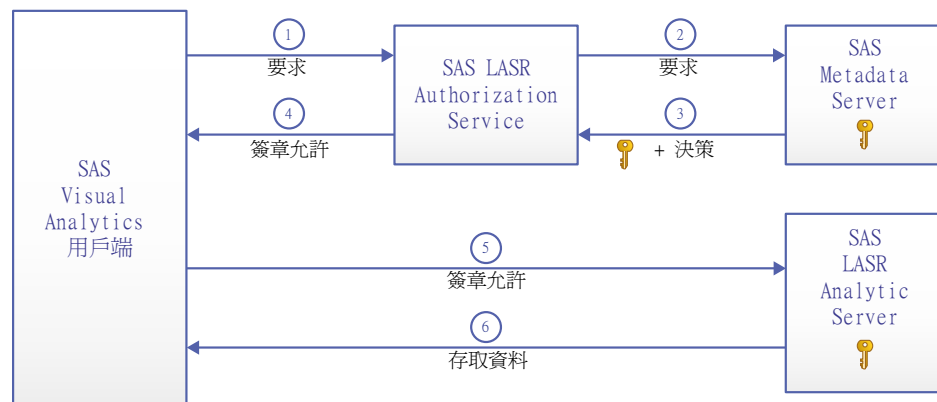 SAS
Visual
Analytics
用戶端
1
要求
4
簽章允許
SAS LASR
Authorization
Service
2
要求
3
+ 決策
SAS
Metadata
Server
5
簽章允許
6
存取資料
SAS
LASR
Analytic
Server